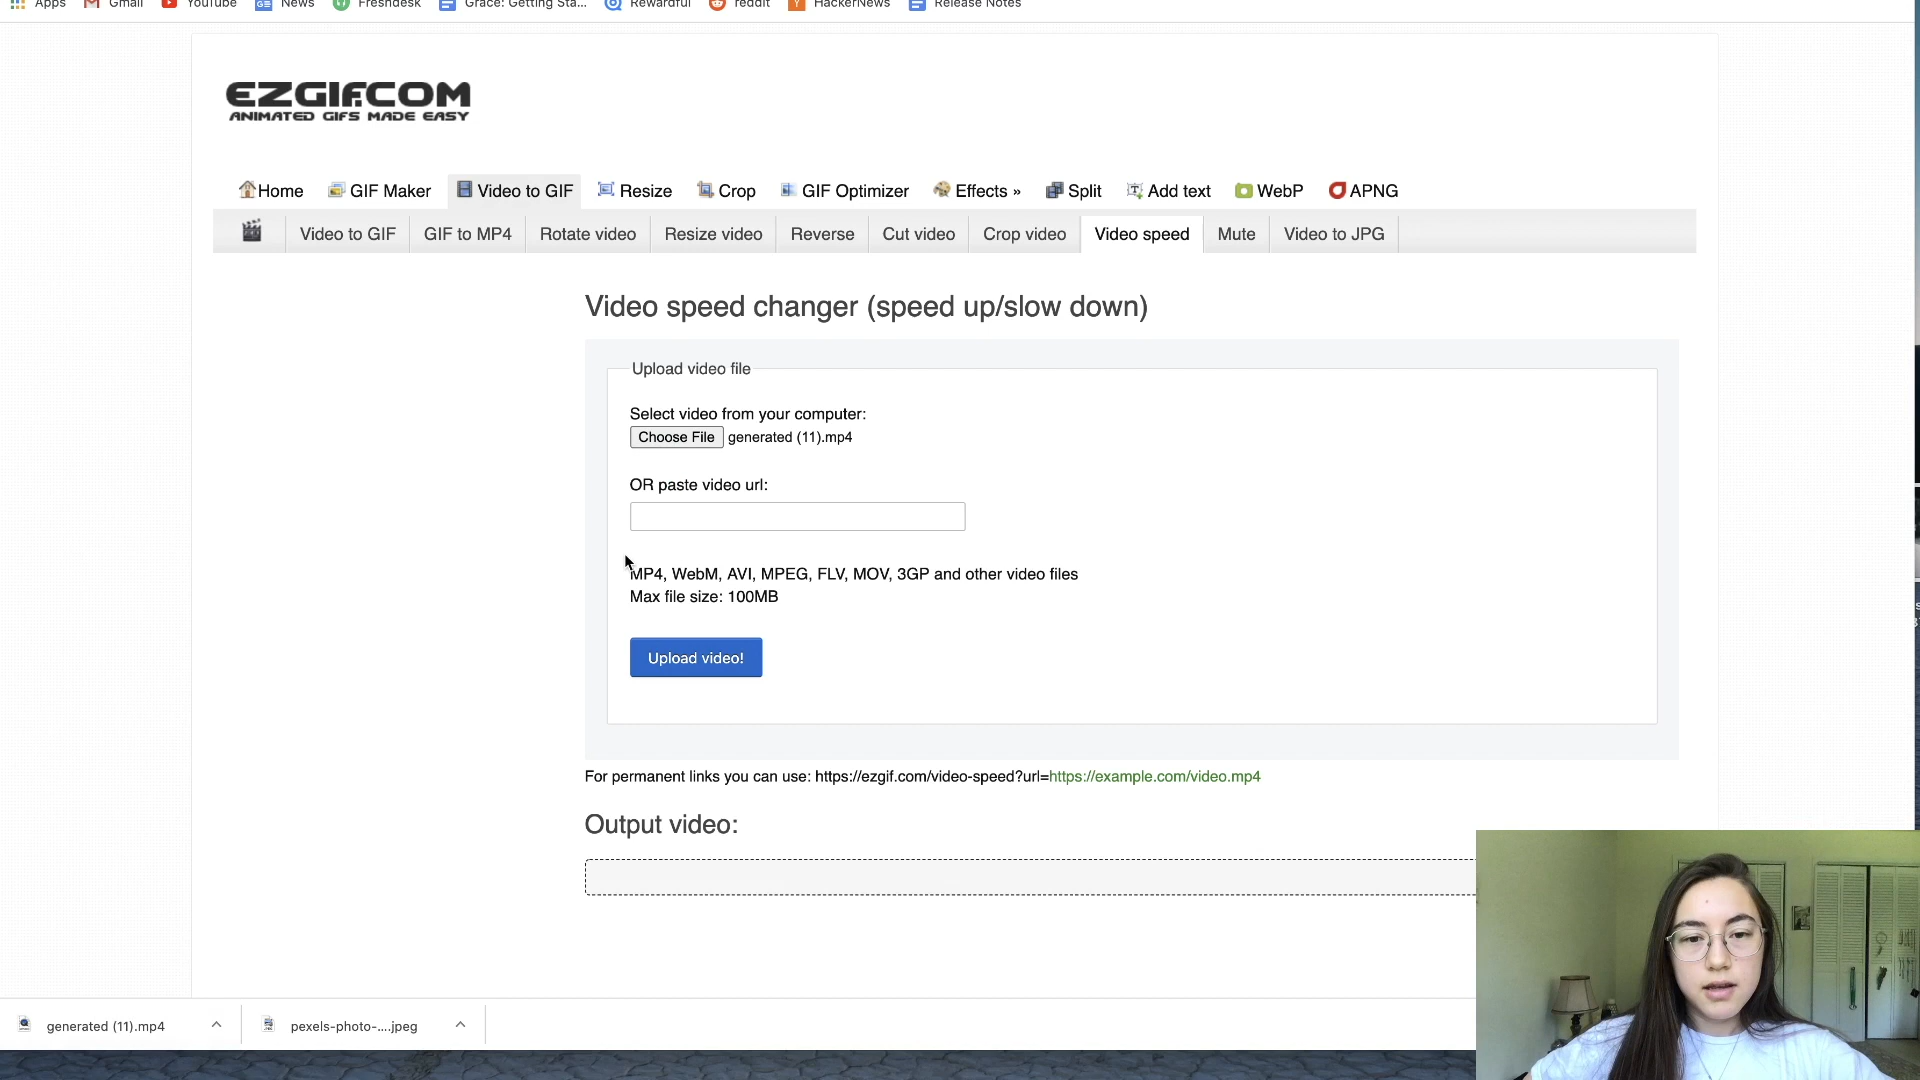 Apps Gmail YouTube News Freshdesk Grace: Getting Sta... Rewardful reddit HackerNews Release Notes
EZGIF.COM
ANIMATED GIFS MADE EASY
Home GIF Maker Video to GIF Resize Crop GIF Optimizer Effects » Split Add text WebP APNG
Video to GIF GIF to MP4 Rotate video Resize video Reverse Cut video Crop video Video speed Mute Video to JPG
Video speed changer (speed up/slow down)
Upload video file
Select video from your computer:
Choose File generated (11).mp4
OR paste video url:
MP4, WebM, AVI, MPEG, FLV, MOV, 3GP and other video files
Max file size: 100MB
Upload video!
For permanent links you can use: https://ezgif.com/video-speed?url=https://example.com/video.mp4
Output video:
generated (11).mp4 pexels-photo-....jpeg